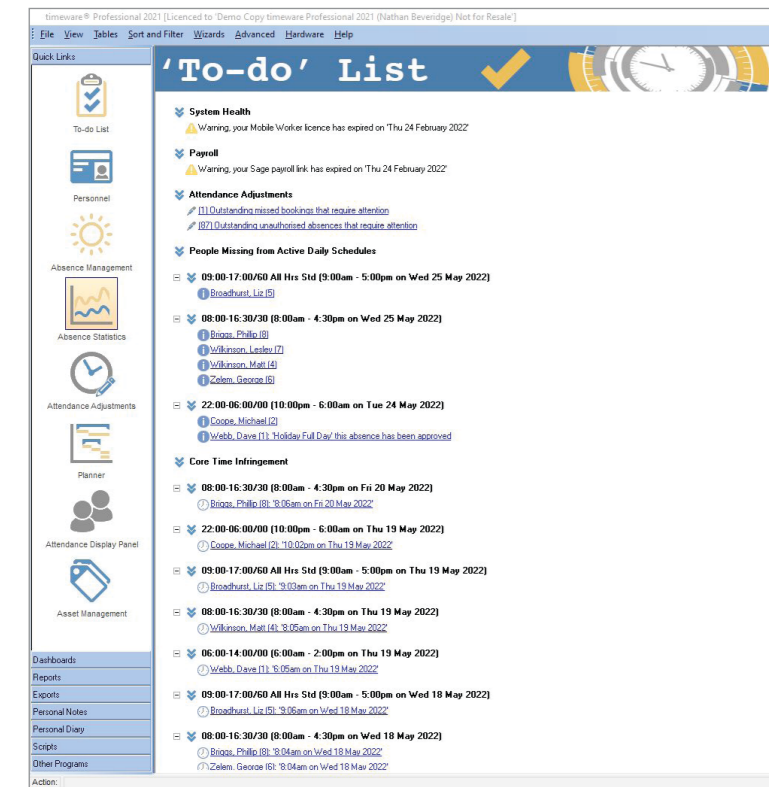 timeware® Professional 2021 [Licenced to 'Demo Copy timeware Professional 2021 (Nathan Beveridge) Not for Resale']
File View Tables Sort and Filter Wizards Advanced Hardware Help
Quick Links
To-do List
Personnel
Absence Management
Absence Statistics
Attendance Adjustments
Planner
Attendance Display Panel
Asset Management
Dashboards
Reports
Exports
Personal Notes
Personal Diary
Scripts
Other Programs
Action:
'To-do' List
System Health
Warning, your Mobile Worker licence has expired on 'Thu 24 February 2022'
Payroll
Warning, your Sage payroll link has expired on 'Thu 24 February 2022'
Attendance Adjustments
[1] Outstanding missed bookings that require attention
[87] Outstanding unauthorised absences that require attention
People Missing from Active Daily Schedules
09:00-17:00/60 All Hrs Std (9:00am - 5:00pm on Wed 25 May 2022)
Broadhurst, Liz [5]
08:00-16:30/30 (8:00am - 4:30pm on Wed 25 May 2022)
Briggs, Phillip [8]
Wilkinson, Lesley [7]
Wilkinson, Matt [4]
Zelem, George [6]
22:00-06:00/00 (10:00pm - 6:00am on Tue 24 May 2022)
Coope, Michael [2]
Webb, Dave [1]: 'Holiday Full Day' this absence has been approved
Core Time Infringement
08:00-16:30/30 (8:00am - 4:30pm on Fri 20 May 2022)
Briggs, Phillip [8]: '8:06am on Fri 20 May 2022'
22:00-06:00/00 (10:00pm - 6:00am on Thu 19 May 2022)
Coope, Michael [2]: '10:02pm on Thu 19 May 2022'
09:00-17:00/60 All Hrs Std (9:00am - 5:00pm on Thu 19 May 2022)
Broadhurst, Liz [5]: '9:03am on Thu 19 May 2022'
08:00-16:30/30 (8:00am - 4:30pm on Thu 19 May 2022)
Wilkinson, Matt [4]: '8:05am on Thu 19 May 2022'
06:00-14:00/00 (6:00am - 2:00pm on Thu 19 May 2022)
Webb, Dave [1]: '6:05am on Thu 19 May 2022'
09:00-17:00/60 All Hrs Std (9:00am - 5:00pm on Wed 18 May 2022)
Broadhurst, Liz [5]: '9:06am on Wed 18 May 2022'
08:00-16:30/30 (8:00am - 4:30pm on Wed 18 May 2022)
Briggs, Phillip [8]: '8:04am on Wed 18 May 2022'
Zelem, George [6]: '8:04am on Wed 18 May 2022'